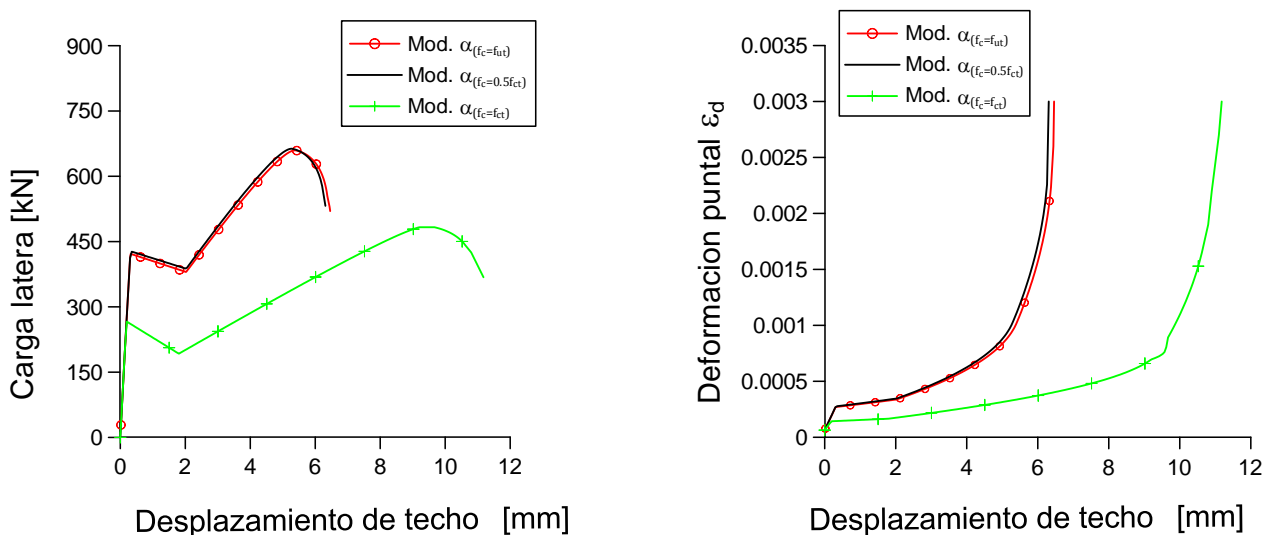 900
750
600
450
300
150
0
0 2 4 6 8 10 12
Carga latera [kN]
Desplazamiento de techo [mm]
Mod. α(fc=fut)
Mod. α(fc=0.5fct)
Mod. α(fc=fct)
0.0035
0.003
0.0025
0.002
0.0015
0.001
0.0005
0
0 2 4 6 8 10 12
Deformacion puntal εd
Desplazamiento de techo [mm]
Mod. α(fc=fut)
Mod. α(fc=0.5fct)
Mod. α(fc=fct)